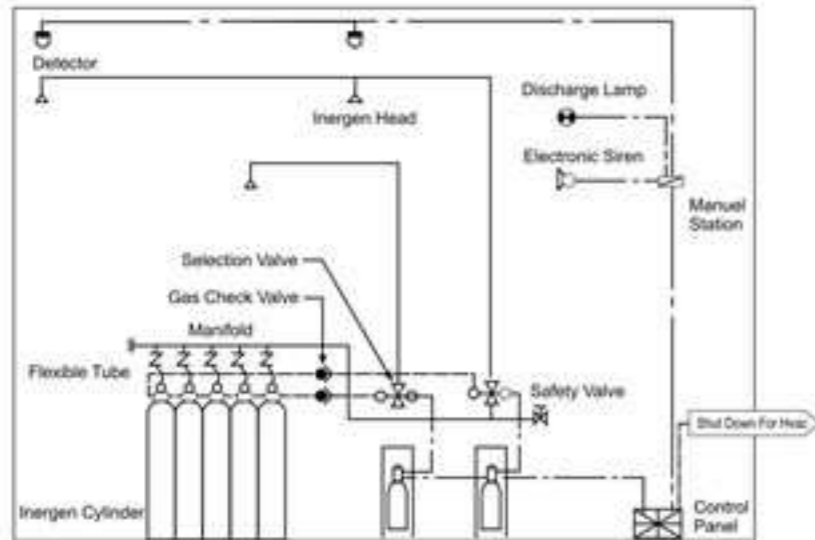 Detector
Discharge Lamp
Inergen Head
Electronic Siren
Manuel
Station
Selection Valve
Gas Check Valve
Manifold
Flexible Tube
Safety Valve
Shut Down For Hvac
Inergen Cylinder
Control
Panel